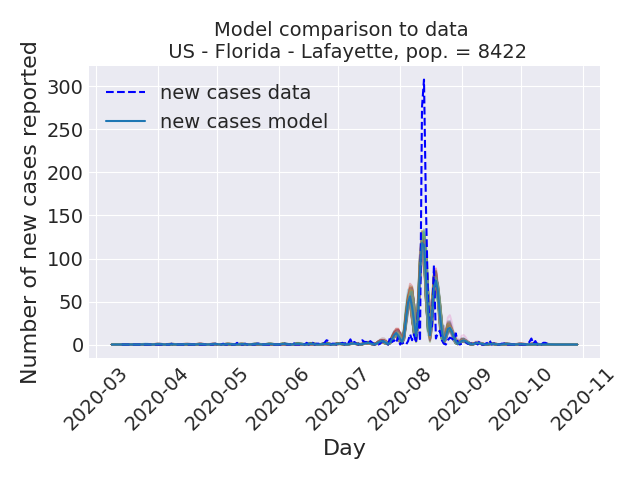 Model comparison to data
US - Florida - Lafayette, pop. = 8422
Number of new cases reported
300
250
200
150
100
50
0
new cases data
new cases model
2020-03
2020-04
2020-05
2020-06
2020-07
2020-08
2020-09
2020-10
2020-11
Day